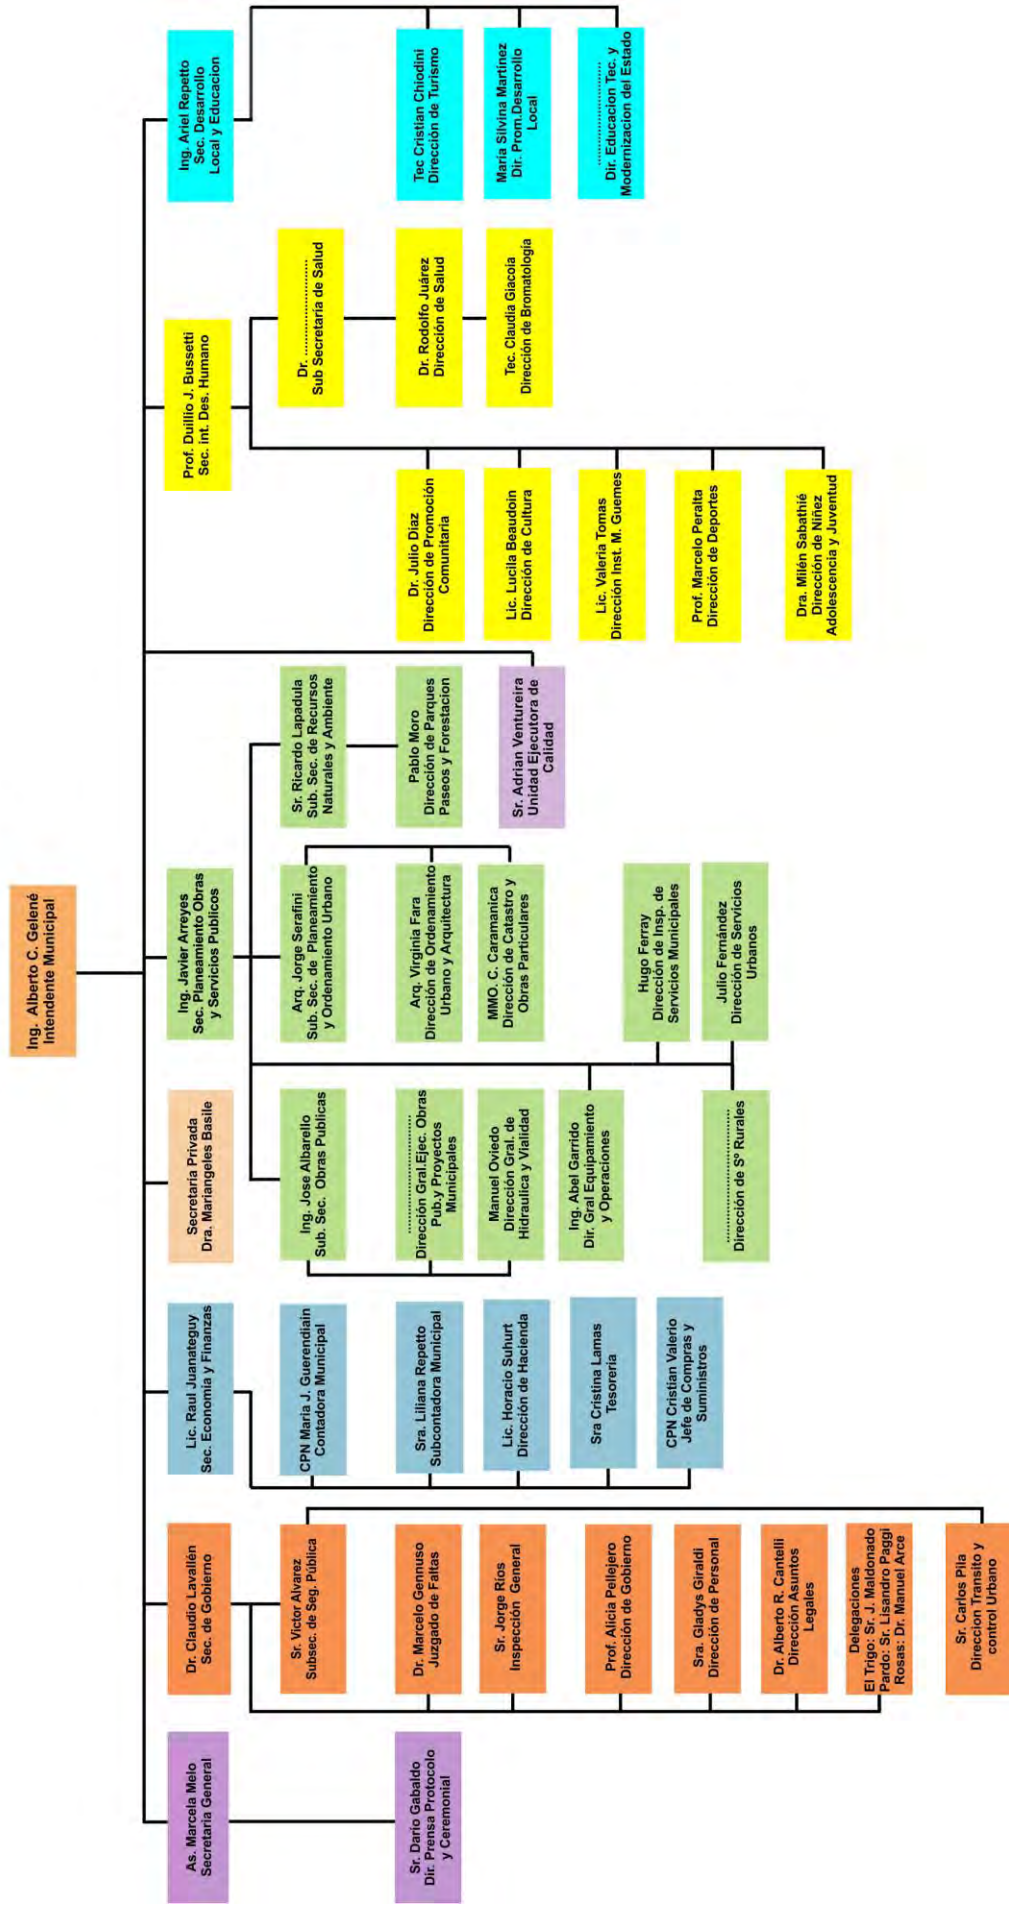 Ing. Alberto C. Gelené
Intendente Municipal
As. Marcela Melo
Secretaria General
Sr. Dario Gabaldo
Dir. Prensa Protocolo
y Ceremonial
Dr. Claudio Lavallén
Sec. de Gobierno
Sr. Victor Alvarez
Subsec. de Seg. Pública
Dr. Marcelo Gennuso
Juzgado de Faltas
Sr. Jorge Ríos
Inspección General
Prof. Alicia Pellejero
Dirección de Gobierno
Sra. Gladys Giraldi
Dirección de Personal
Dr. Alberto R. Cantelli
Dirección Asuntos
Legales
Delegaciones
El Trigo: Sr. J. Maldonado
Pardo: Sr. Lisandro Paggi
Rosas: Dr. Manuel Arce
Sr. Carlos Pila
Direccion Transito y
control Urbano
Lic. Raul Juanateguy
Sec. Economía y Finanzas
CPN Maria J. Guerendiain
Contadora Municipal
Sra. Liliana Repetto
Subcontadora Municipal
Lic. Horacio Suhurt
Dirección de Hacienda
Sra Cristina Lamas
Tesorería
CPN Cristian Valerio
Jefe de Compras y
Suministros
Secretaria Privada
Dra. Mariangeles Basile
Ing. Javier Arreyes
Sec. Planeamiento Obras
y Servicios Publicos
Ing. Jose Albarello
Sub. Sec. Obras Publicas
..............................
Dirección Gral.Ejec. Obras
Pub.y Proyectos
Municipales
Manuel Oviedo
Dirección Gral. de
Hidraulica y Vialidad
Ing. Abel Garrido
Dir. Gral Equipamiento
y Operaciones
..............................
Dirección de Sº Rurales
Arq. Jorge Serafini
Sub. Sec. de Planeamiento
y Ordenamiento Urbano
Arq. Virginia Fara
Dirección de Ordenamiento
Urbano y Arquitectura
MMO. C. Caramanica
Dirección de Catastro y
Obras Particulares
Hugo Ferray
Dirección de Insp. de
Servicios Municipales
Julio Fernández
Dirección de Servicios
Urbanos
Sr. Ricardo Lapadula
Sub. Sec. de Recursos
Naturales y Ambiente
Pablo Moro
Dirección de Parques
Paseos y Forestacion
Sr. Adrian Ventureira
Unidad Ejecutora de
Calidad
Prof. Duillio J. Bussetti
Sec. int. Des. Humano
Dr. Julio Diaz
Dirección de Promoción
Comunitaria
Lic. Lucila Beaudoin
Dirección de Cultura
Lic. Valeria Tomas
Dirección Inst. M. Guemes
Prof. Marcelo Peralta
Dirección de Deportes
Dra. Milén Sabathié
Dirección de Niñez
Adolescencia y Juventud
Dr. ..............................
Sub Secretaria de Salud
Dr. Rodolfo Juárez
Dirección de Salud
Tec. Claudia Giacoia
Dirección de Bromatología
Ing. Ariel Repetto
Sec. Desarrollo
Local y Educacion
Tec Cristian Chiodini
Dirección de Turismo
María Silvina Martínez
Dir. Prom.Desarrollo
Local
..............................
Dir. Educacion Tec. y
Modernizacion del Estado